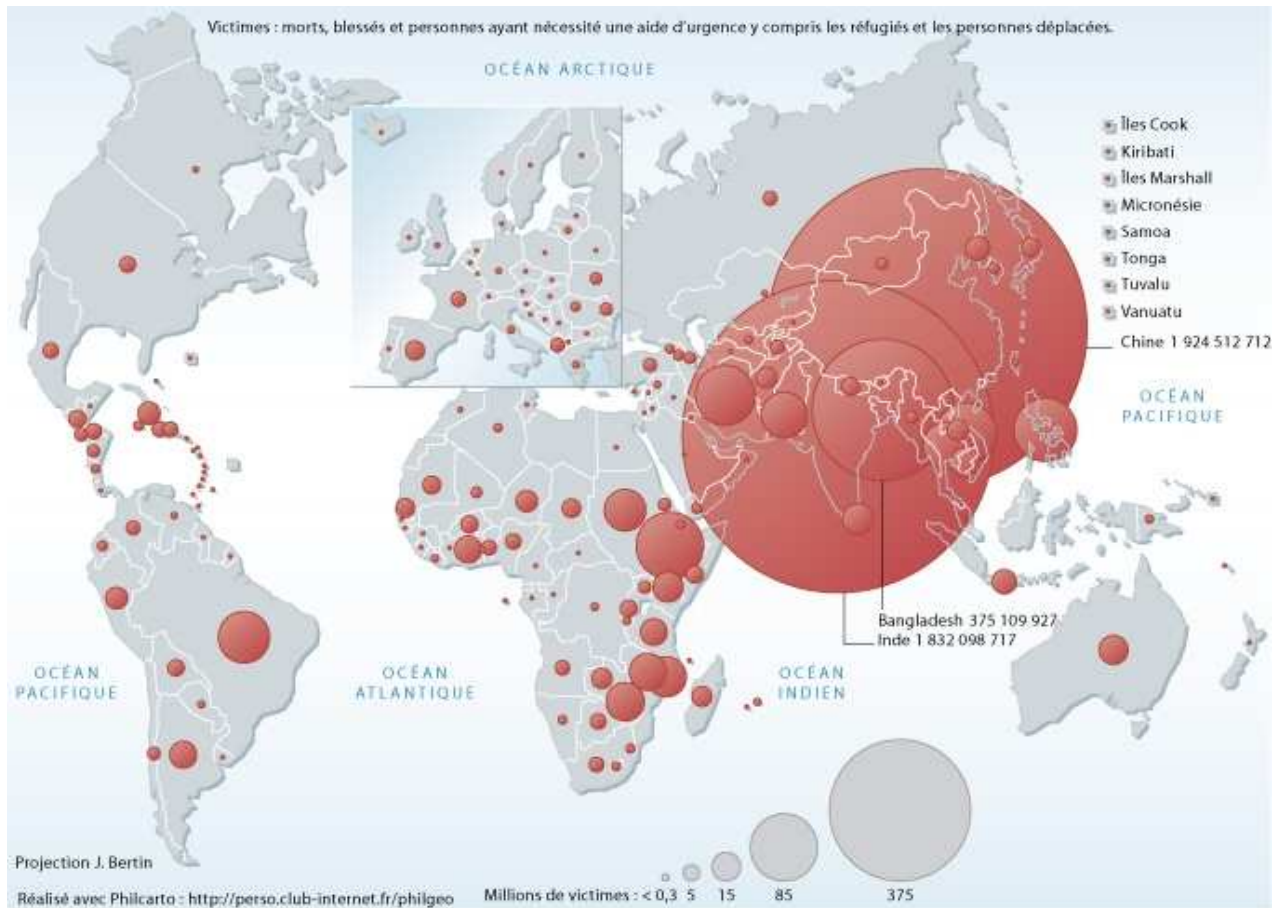 Victimes : morts, blessés et personnes ayant nécessité une aide d'urgence y compris les réfugiés et les personnes déplacées.
OCÉAN ARCTIQUE
Îles Cook
Kiribati
Îles Marshall
Micronésie
Samoa
Tonga
Tuvalu
Vanuatu
Chine 1 924 512 712
OCÉAN
PACIFIQUE
Bangladesh 375 109 927
Inde 1 832 098 717
OCÉAN
PACIFIQUE
OCÉAN
ATLANTIQUE
OCÉAN
INDIEN
Projection J. Bertin
Réalisé avec Philcarto : http://perso.club-internet.fr/philgeo
Millions de victimes : < 0,3 5 15 85 375